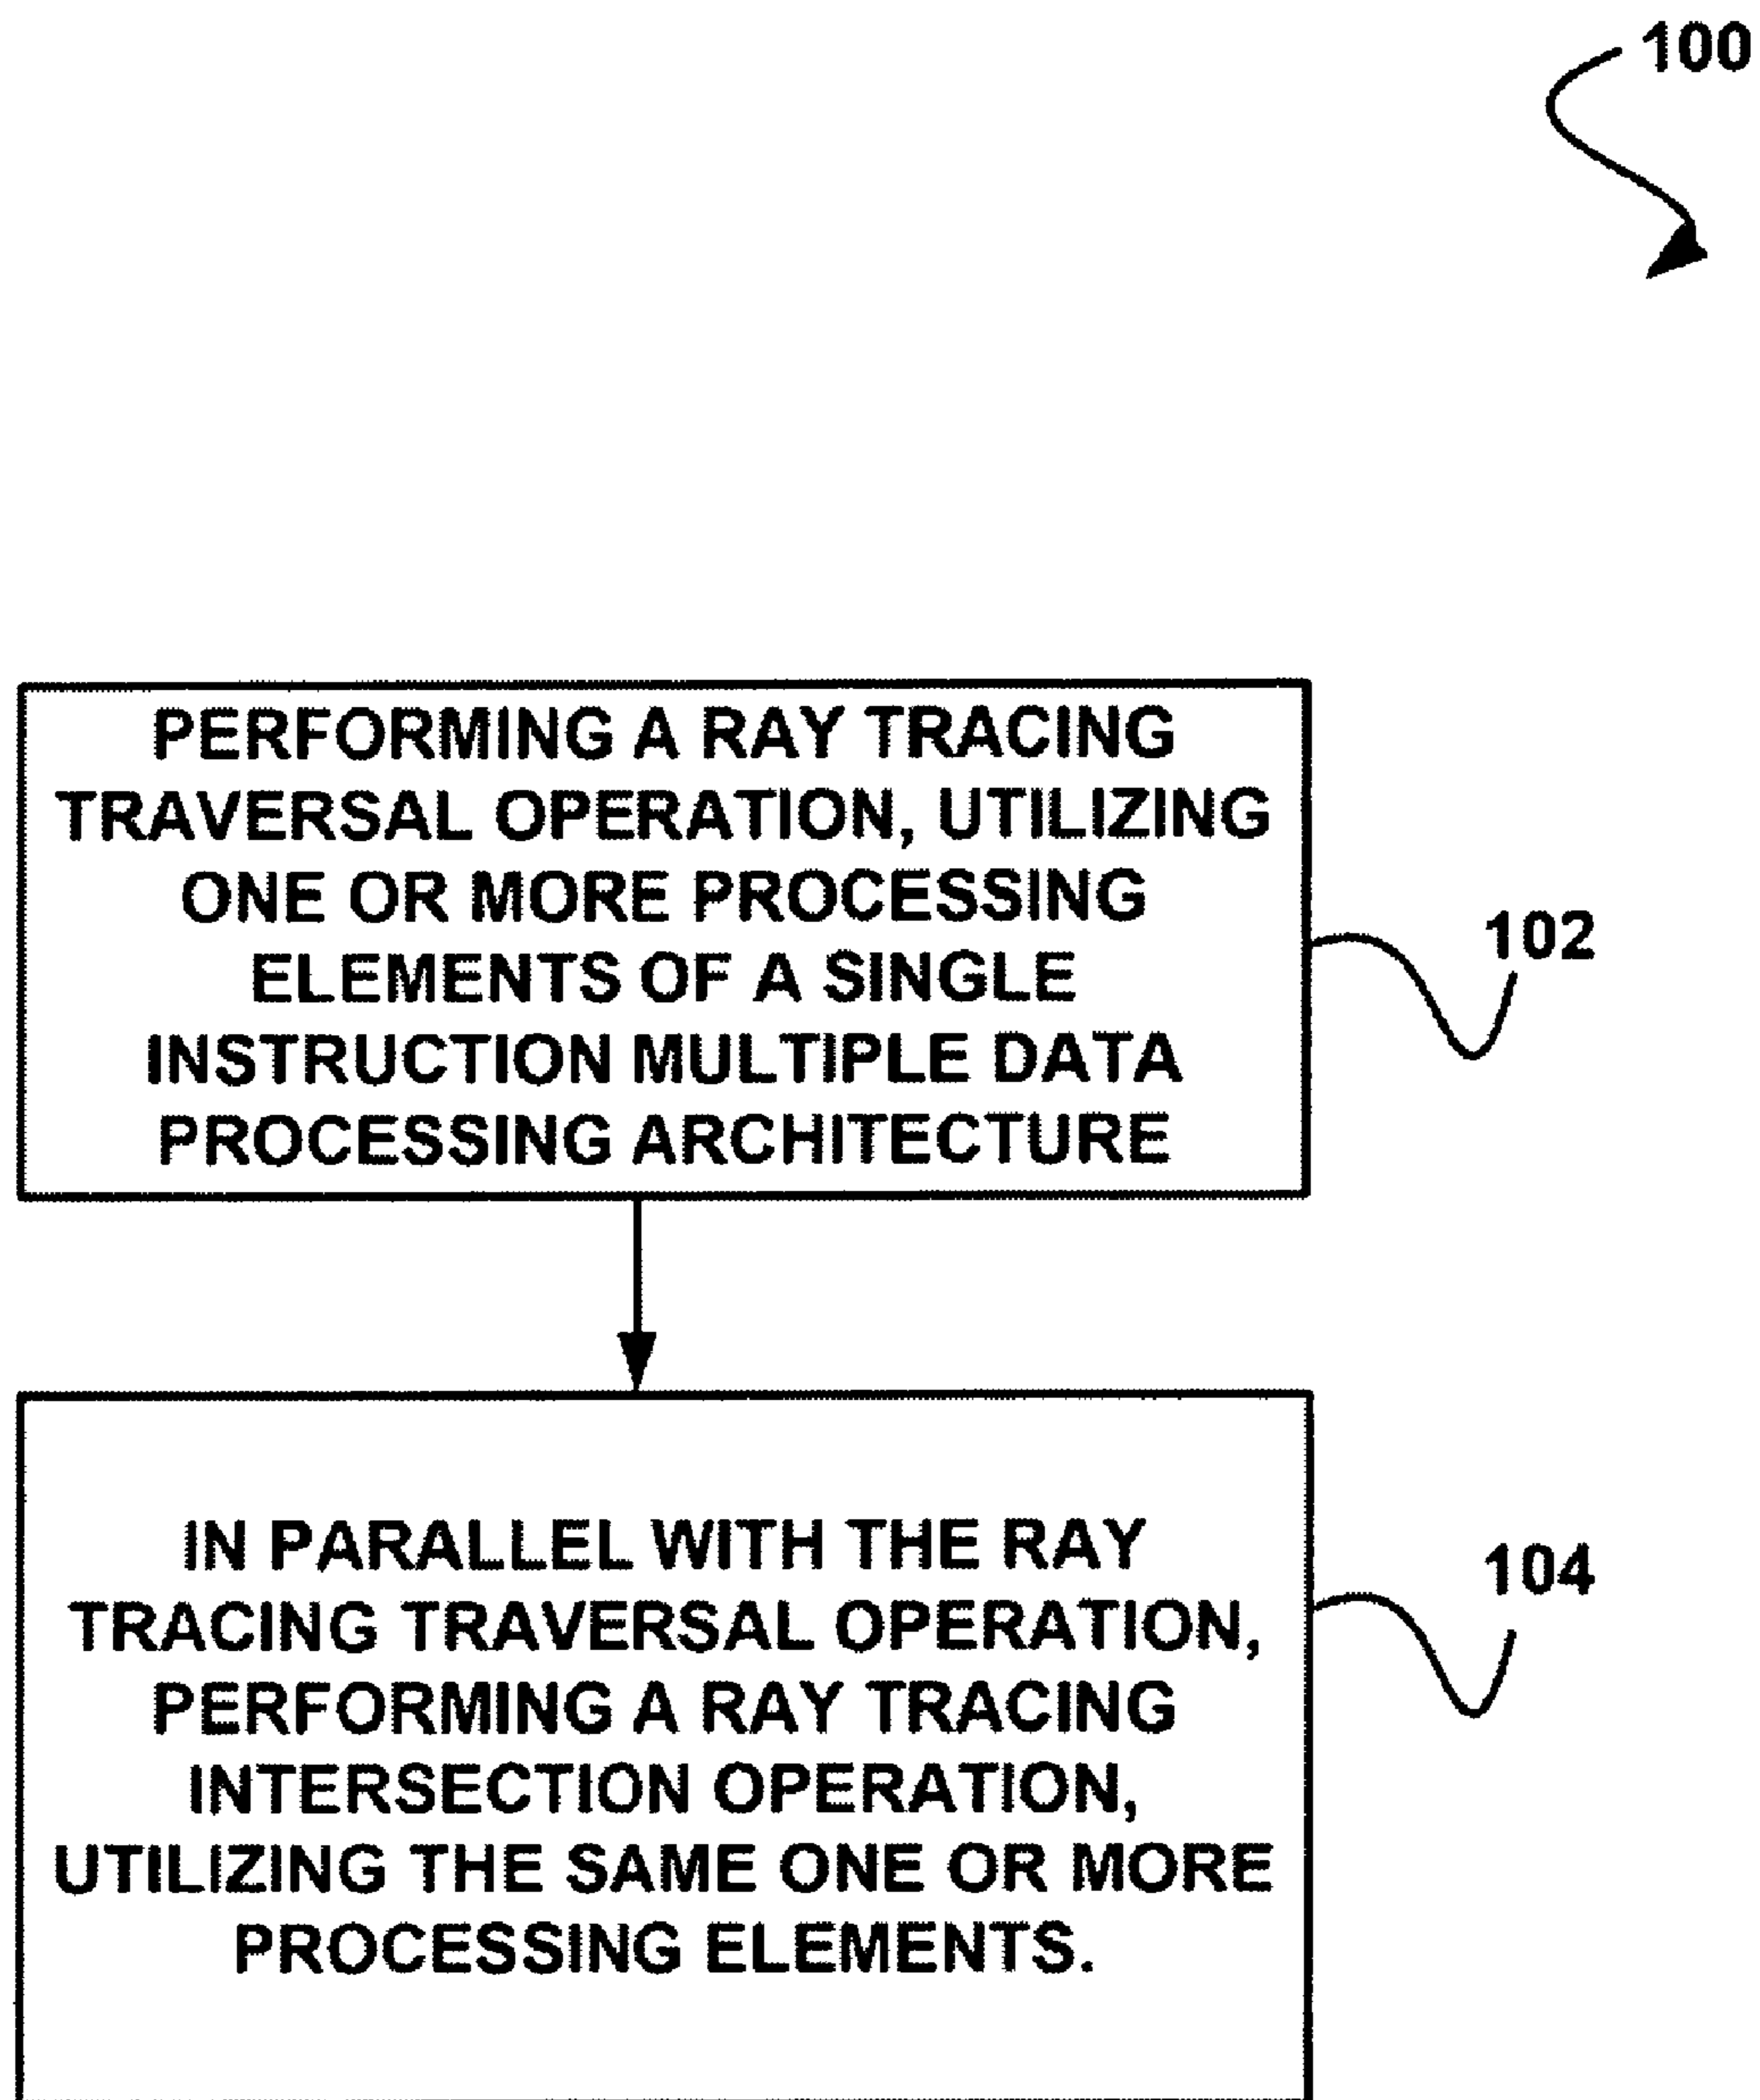 100
PERFORMING A RAY TRACING
TRAVERSAL OPERATION, UTILIZING
ONE OR MORE PROCESSING
ELEMENTS OF A SINGLE
INSTRUCTION MULTIPLE DATA
PROCESSING ARCHITECTURE
102
IN PARALLEL WITH THE RAY
TRACING TRAVERSAL OPERATION,
PERFORMING A RAY TRACING
INTERSECTION OPERATION,
UTILIZING THE SAME ONE OR MORE
PROCESSING ELEMENTS.
104